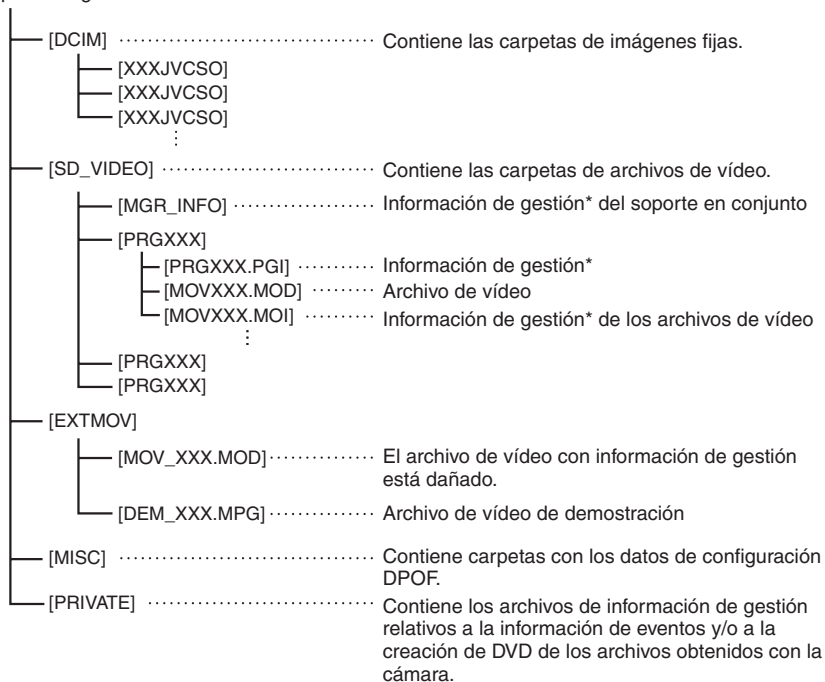 [DCIM] Contiene las carpetas de imágenes fijas.
[XXXJVCSO]
[XXXJVCSO]
[XXXJVCSO]
[SD_VIDEO] Contiene las carpetas de archivos de vídeo.
[MGR_INFO] Información de gestión* del soporte en conjunto
[PRGXXX]
[PRGXXX.PGI] Información de gestión*
[MOVXXX.MOD] Archivo de vídeo
[MOVXXX.MOI] Información de gestión* de los archivos de vídeo
[PRGXXX]
[PRGXXX]
[EXTMOV]
[MOV_XXX.MOD] El archivo de vídeo con información de gestión
está dañado.
[DEM_XXX.MPG] Archivo de vídeo de demostración
[MISC] Contiene carpetas con los datos de configuración
DPOF.
[PRIVATE] Contiene los archivos de información de gestión
relativos a la información de eventos y/o a la
creación de DVD de los archivos obtenidos con la
cámara.